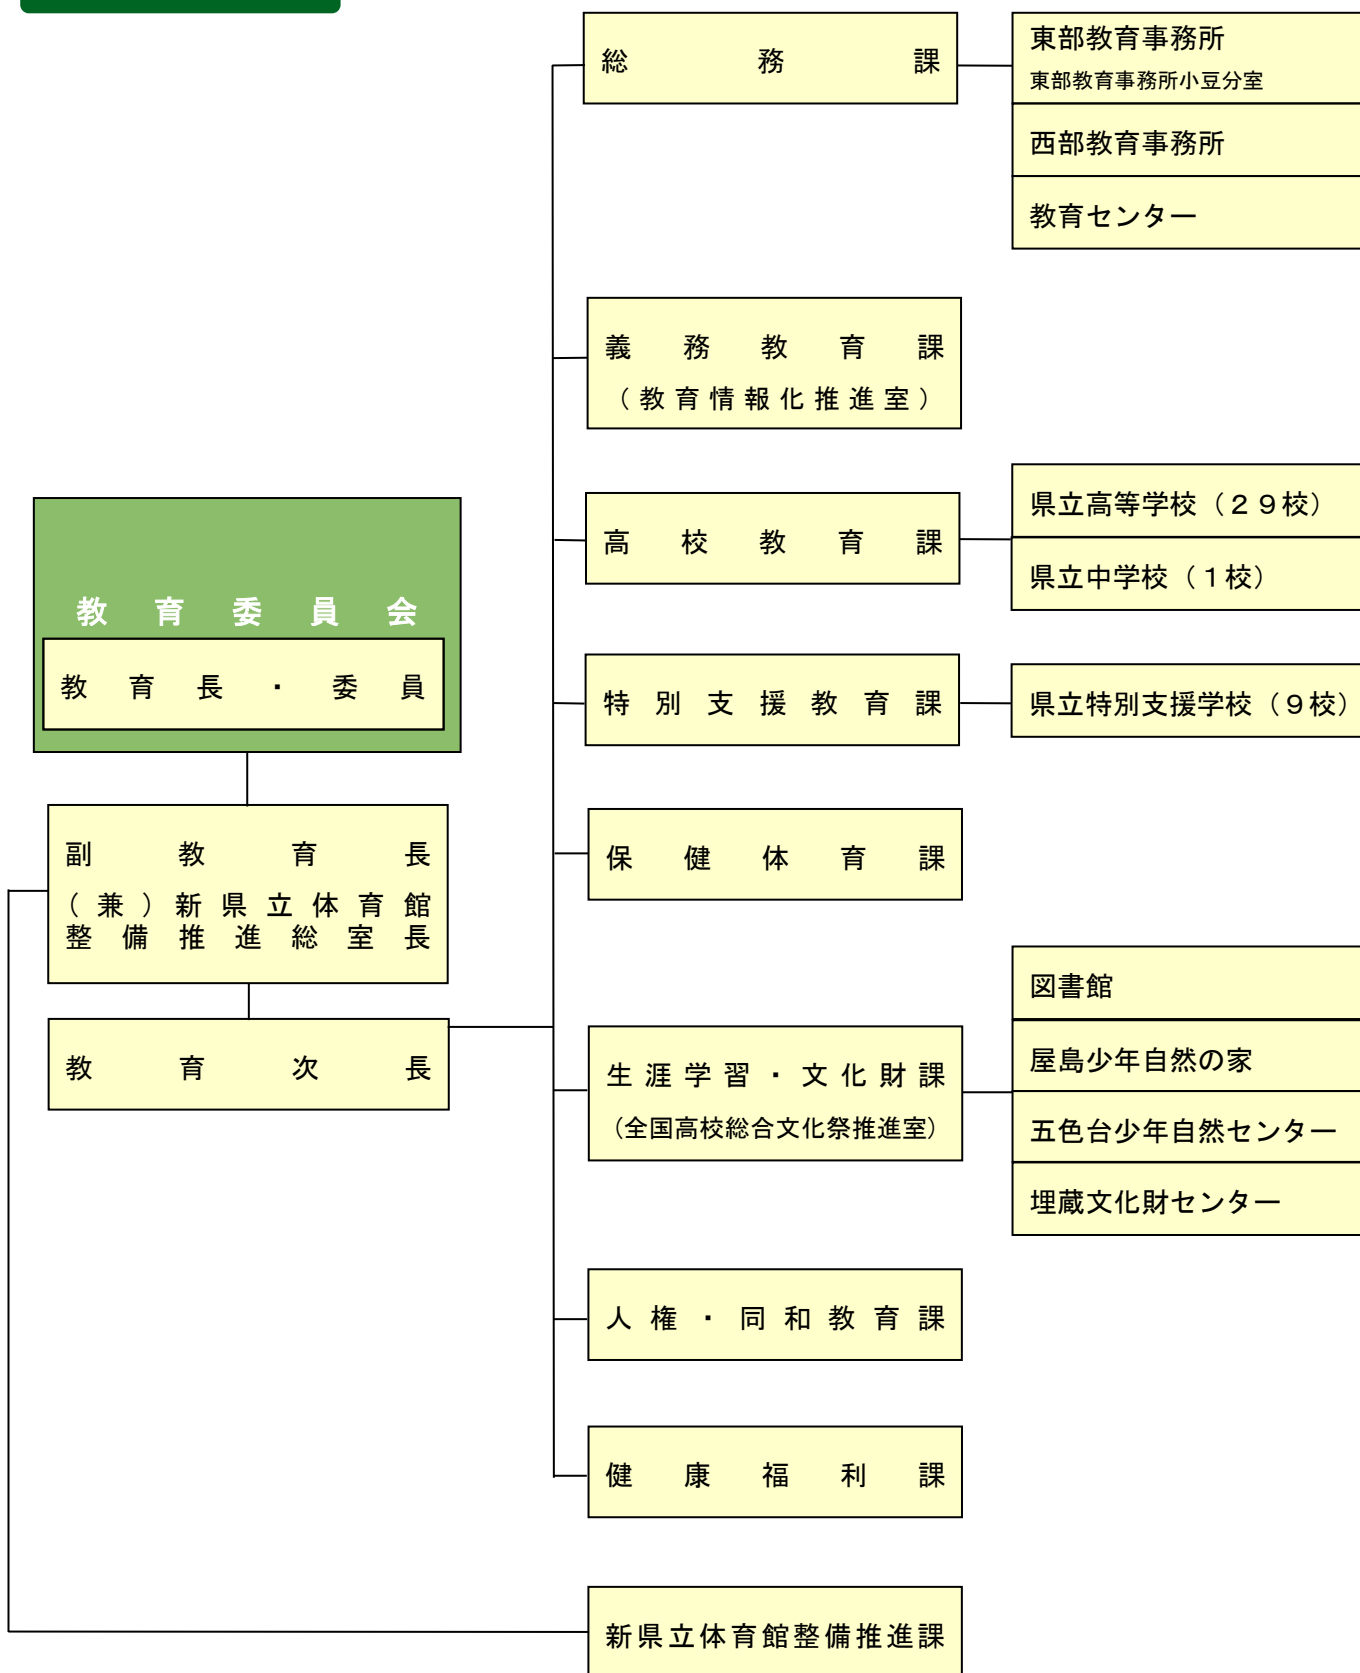 総務課
東部教育事務所
東部教育事務所小豆分室
西部教育事務所
教育センター
義務教育課
（教育情報化推進室）
高校教育課
県立高等学校（２９校）
県立中学校（１校）
教育委員会
教育長・委員
特別支援教育課
県立特別支援学校（９校）
副教育長
（兼）新県立体育館
整備推進総室長
保健体育課
教育次長
生涯学習・文化財課
（全国高校総合文化祭推進室）
図書館
屋島少年自然の家
五色台少年自然センター
埋蔵文化財センター
人権・同和教育課
健康福利課
新県立体育館整備推進課